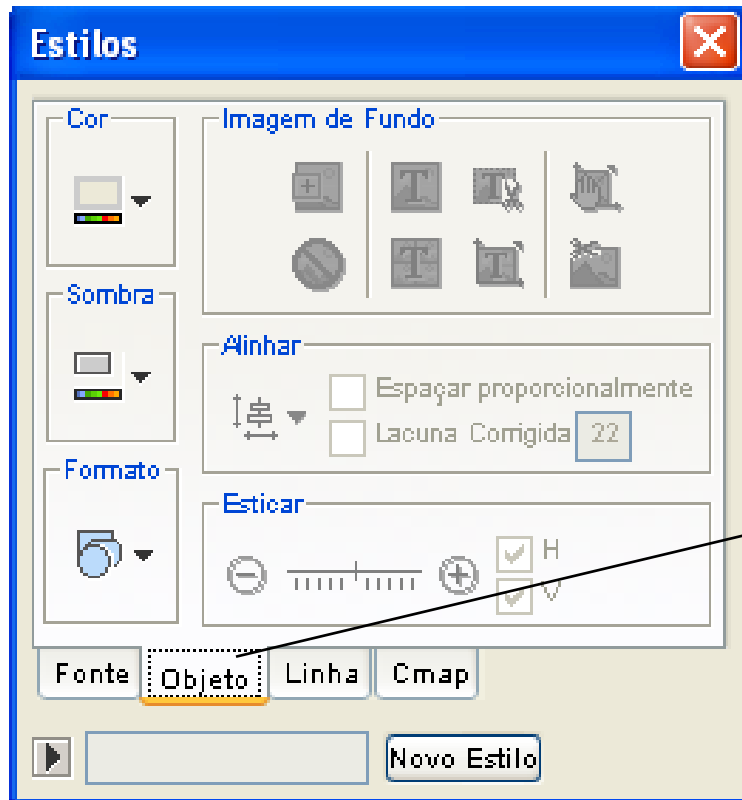 Estilos
Cor
Imagem de Fundo
Sombra
Alinhar
Espaçar proporcionalmente
Lacuna Corrigida 22
Formato
Esticar
H
V
Fonte Objeto Linha Cmap
Novo Estilo